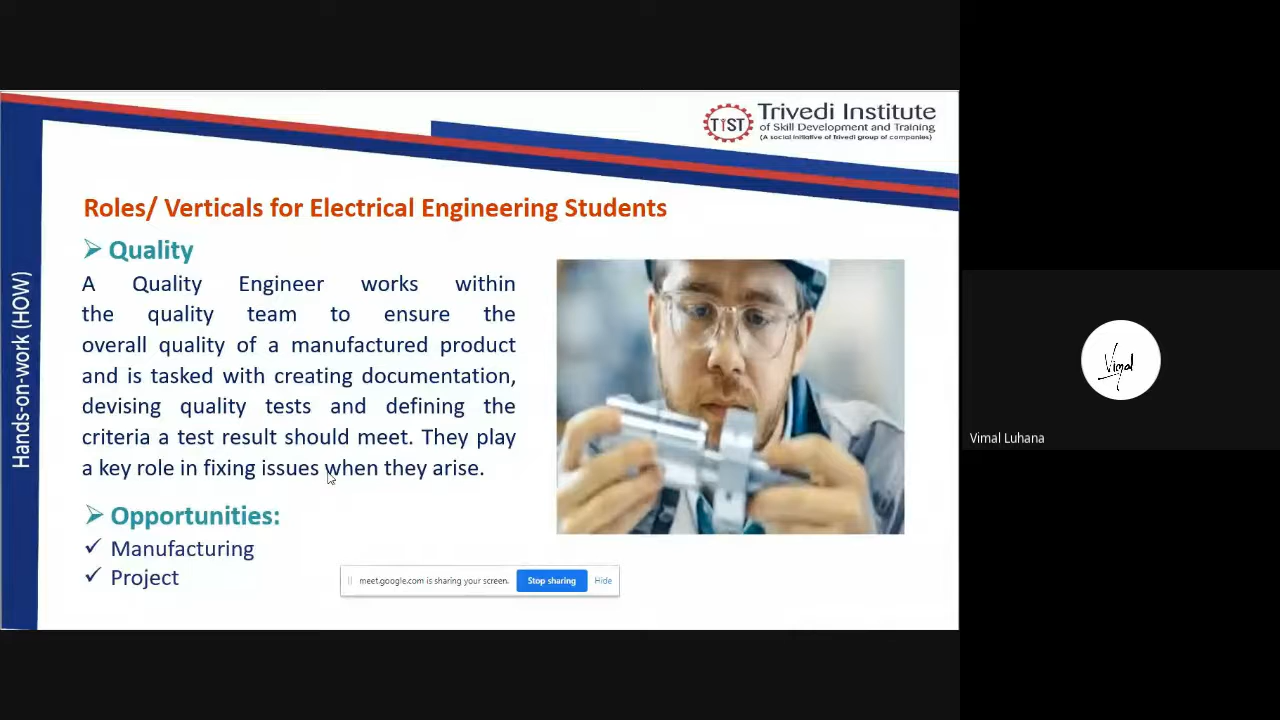 TIST
Trivedi Institute
of Skill Development and Training
(A social initiative of Trivedi group of companies)
Hands-on-work (HOW)
Roles/ Verticals for Electrical Engineering Students
Quality
A Quality Engineer works within
the quality team to ensure the
overall quality of a manufactured product
and is tasked with creating documentation,
devising quality tests and defining the
criteria a test result should meet. They play
a key role in fixing issues when they arise.
Opportunities:
Manufacturing
Project
meet.google.com is sharing your screen.
Stop sharing
Hide
Vimal
Vimal Luhana